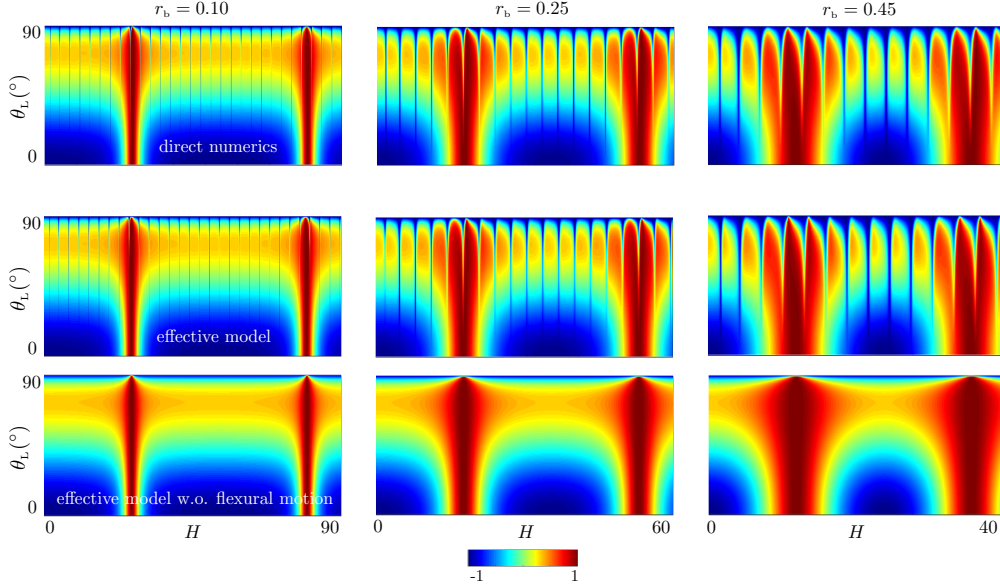 r_b = 0.10 r_b = 0.25 r_b = 0.45
90
θ_L(°)
direct numerics
0
90
θ_L(°)
effective model
0
90
θ_L(°)
effective model w.o. flexural motion
0
0 H 90 0 H 60 0 H 40
-1 1